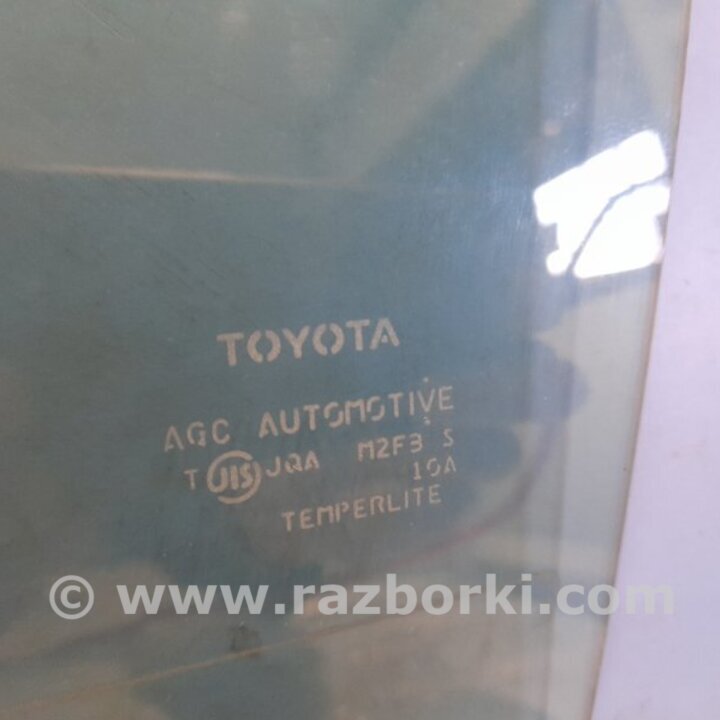 TOYOTA
AGC AUTOMOTIVE
T JIS JQA M2F3 S
10A
TEMPERLITE
© www.razborki.com